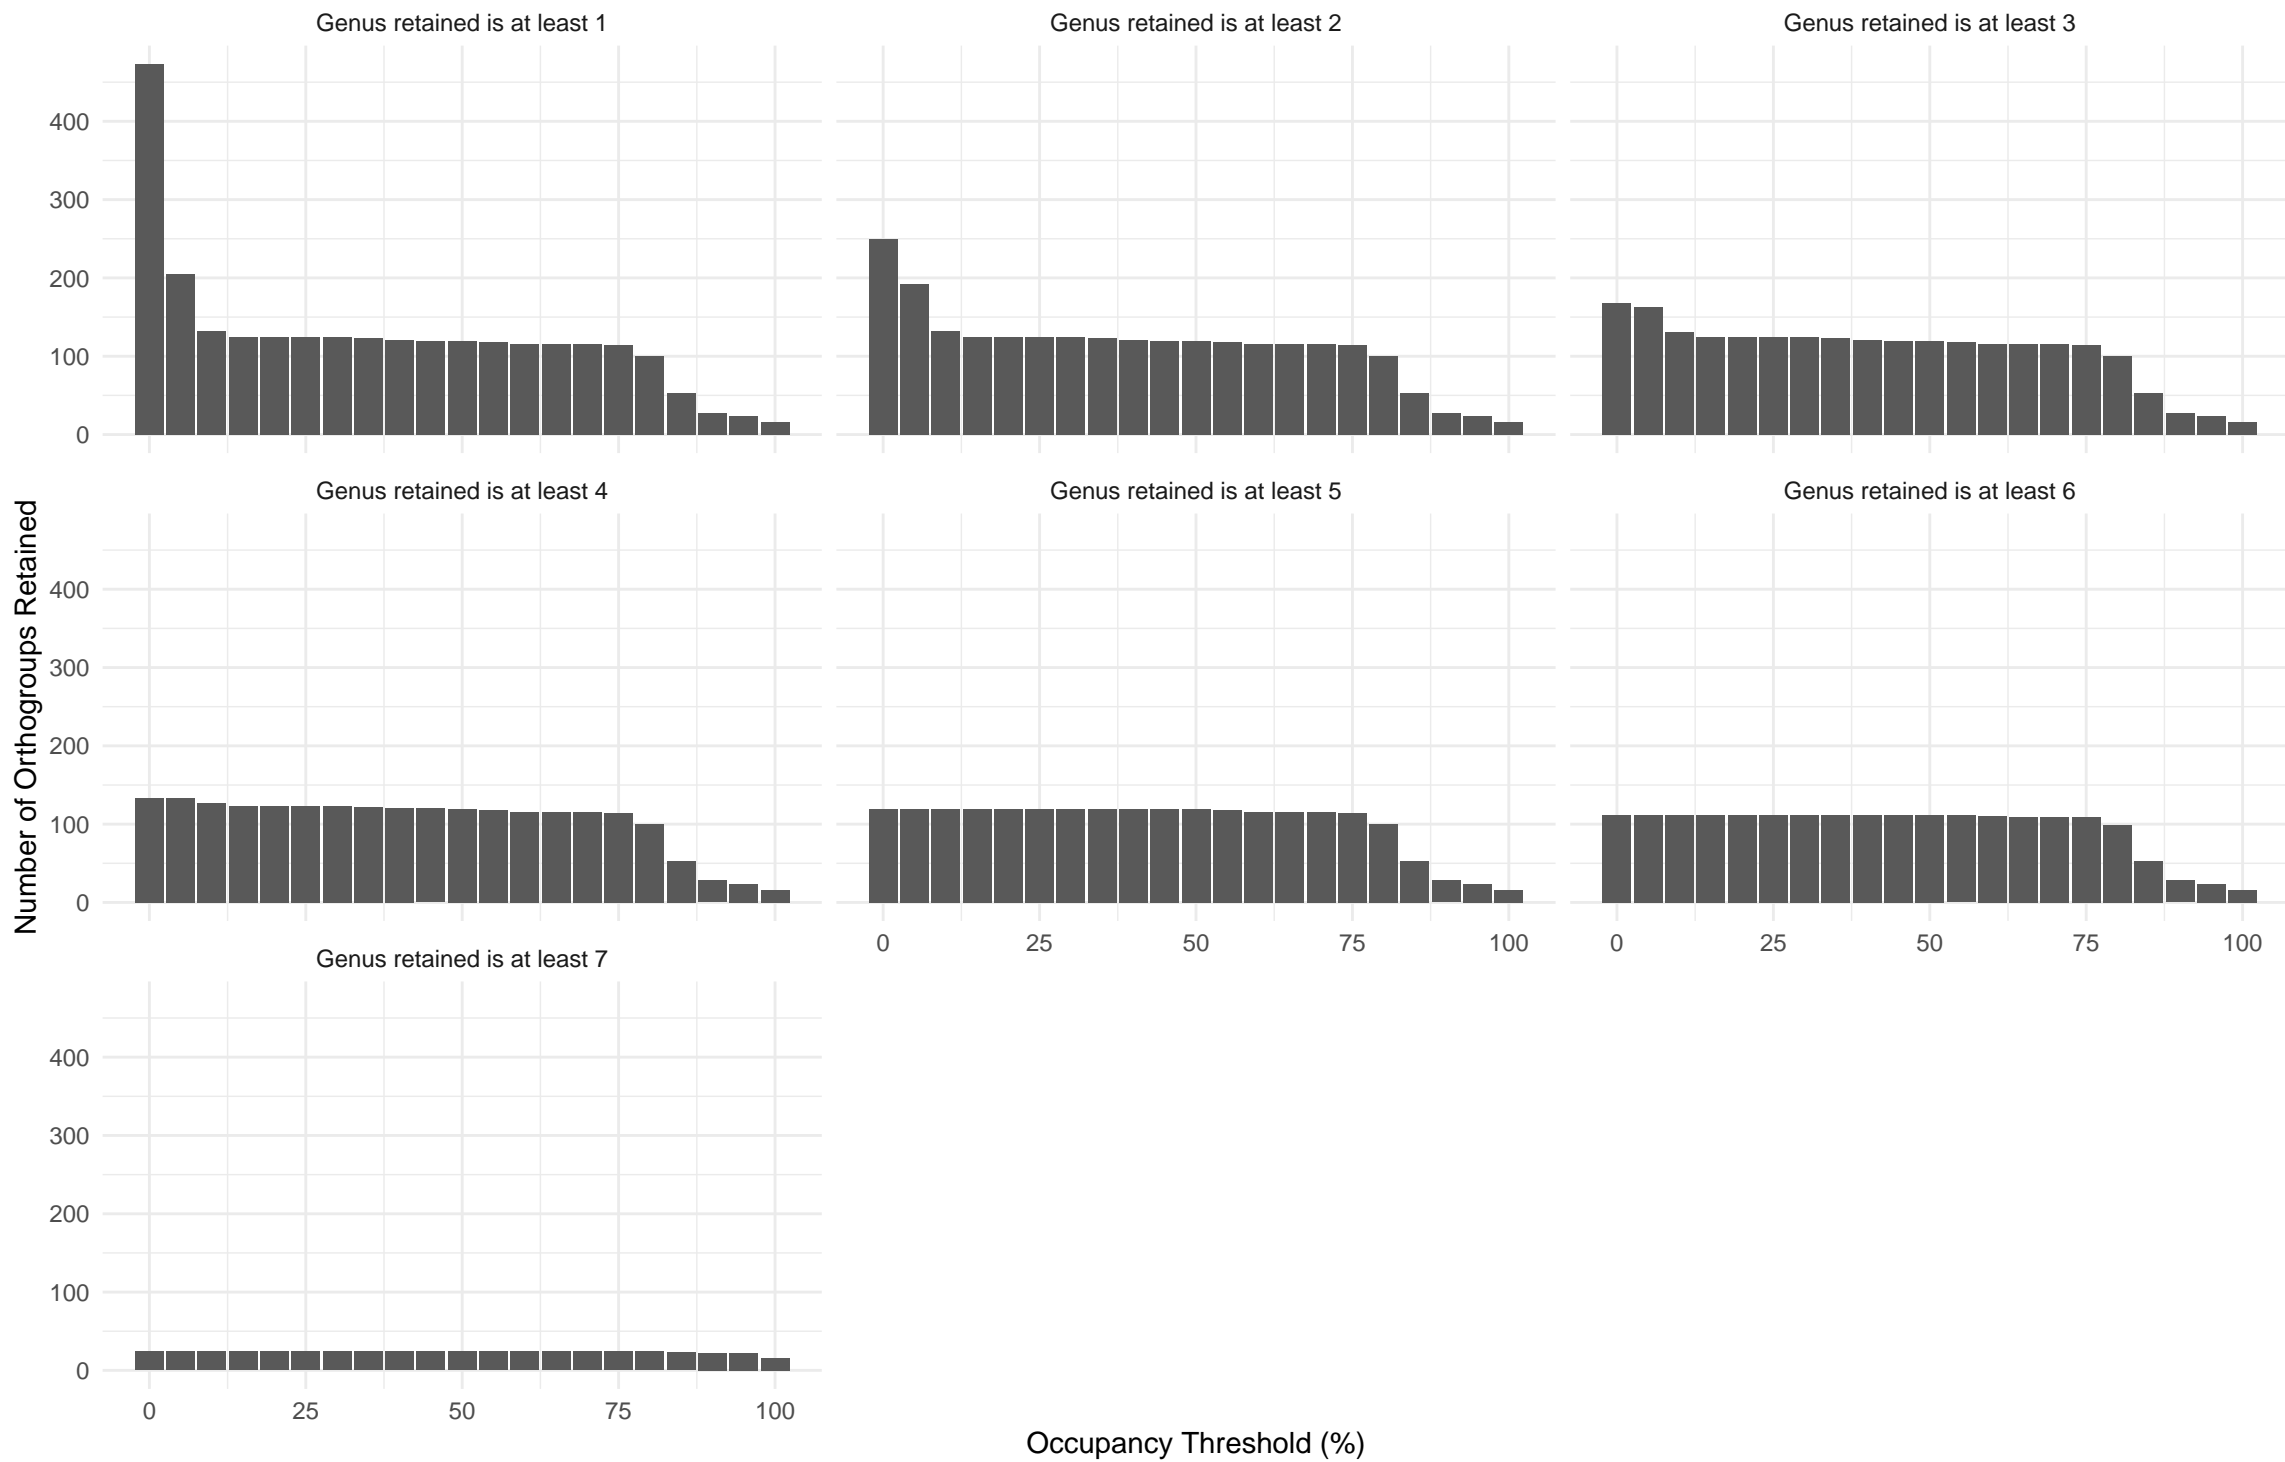 Genus retained is at least 1
Genus retained is at least 2
Genus retained is at least 3
400
300
200
100
0
Genus retained is at least 4
Genus retained is at least 5
Genus retained is at least 6
Number of Orthogroups Retained
400
300
200
100
0
0 25 50 75 100
0 25 50 75 100
Genus retained is at least 7
400
300
200
100
0
0 25 50 75 100
Occupancy Threshold (%)